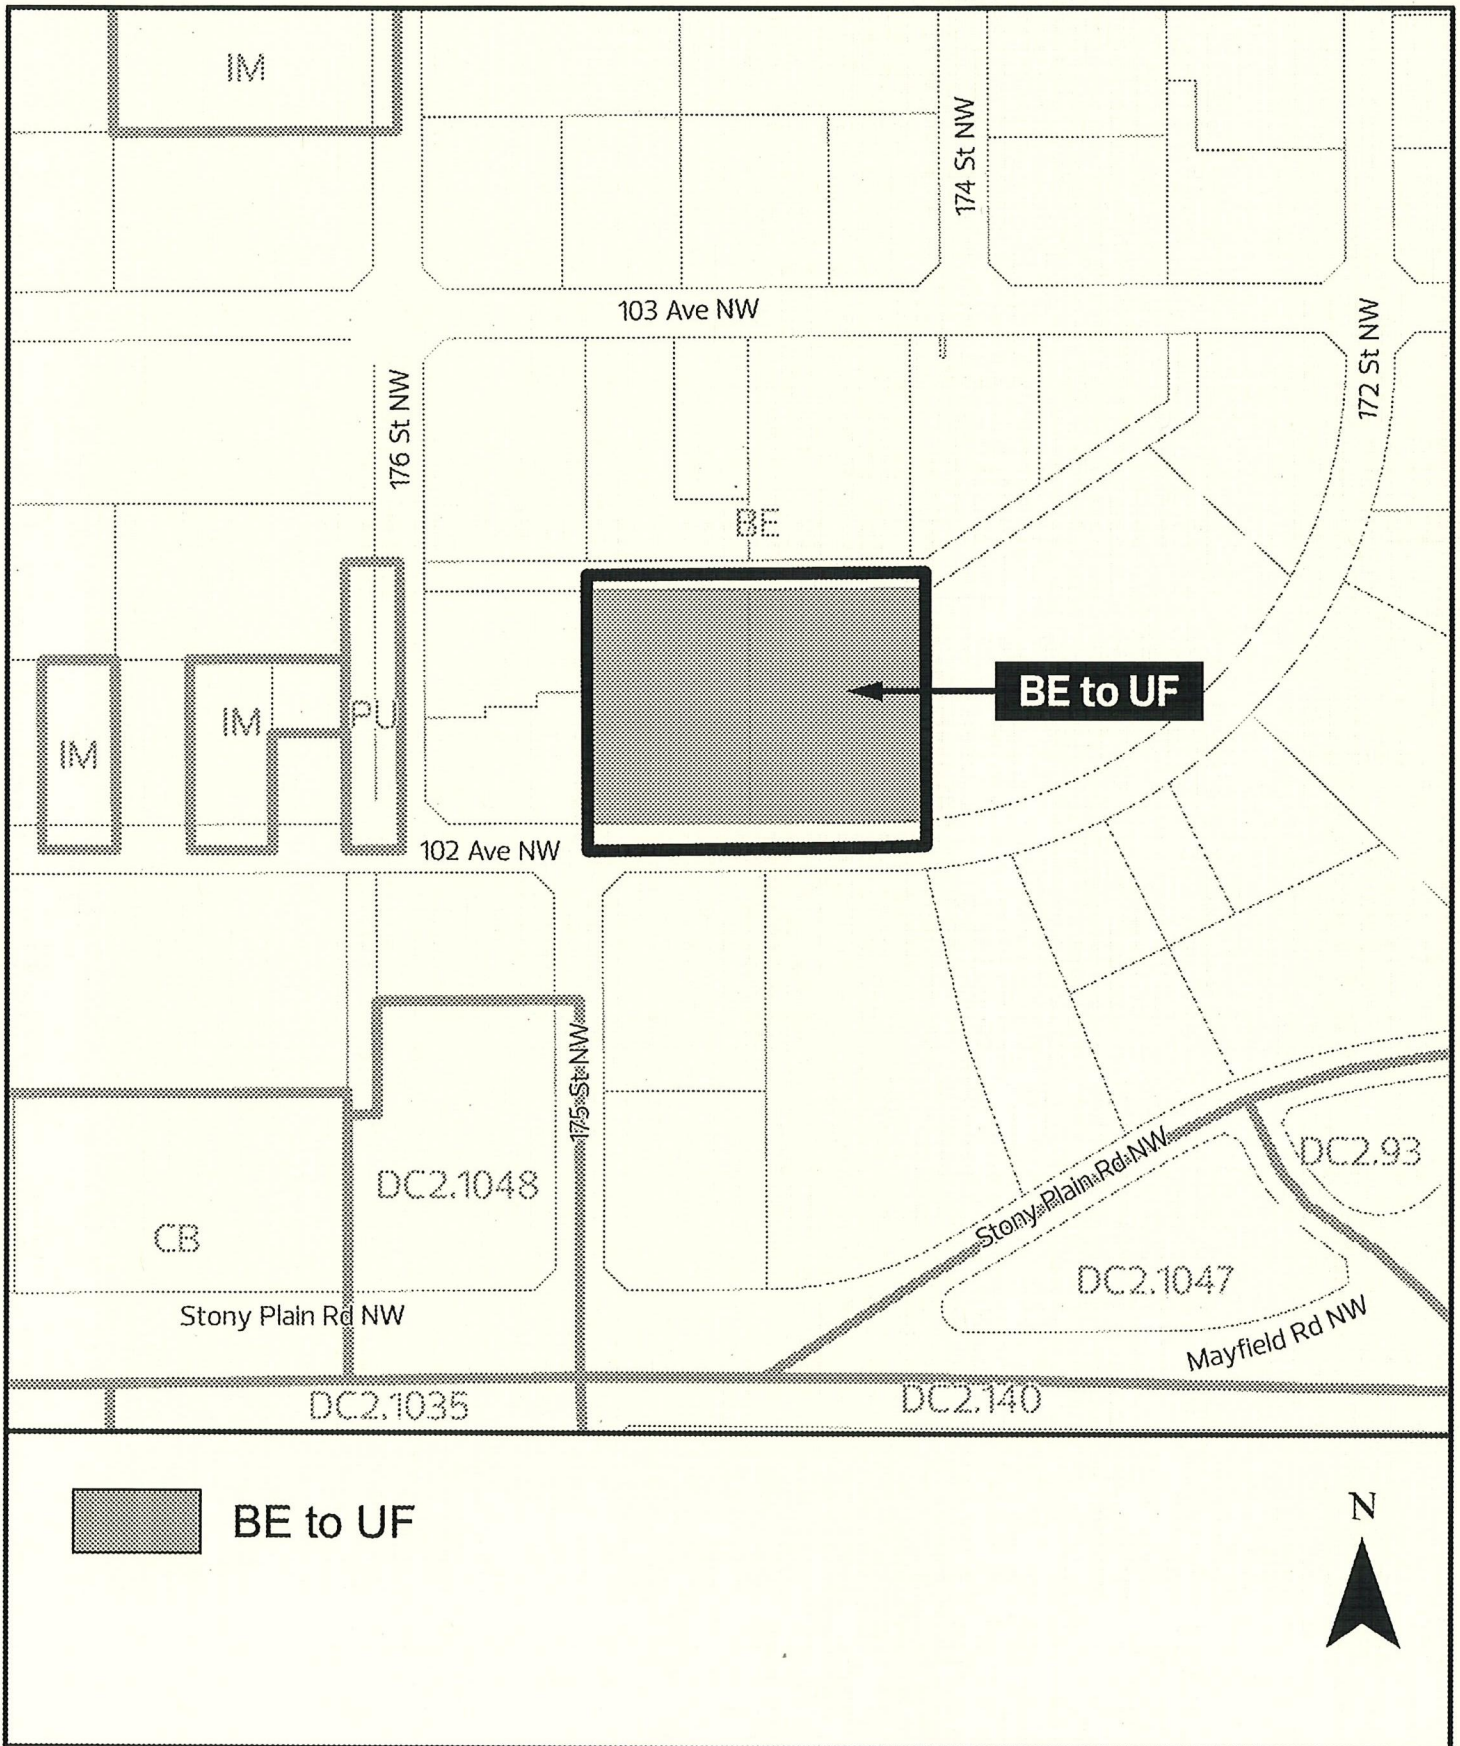 IM
174 St NW
103 Ave NW
172 St NW
176 St NW
BE
BE to UF
IM
PU
IM
102 Ave NW
175 St NW
DC2.1048
Stony Plain Rd NW
DC2.93
CB
DC2.1047
Stony Plain Rd NW
Mayfield Rd NW
DC2.1035
DC2.140
BE to UF
N